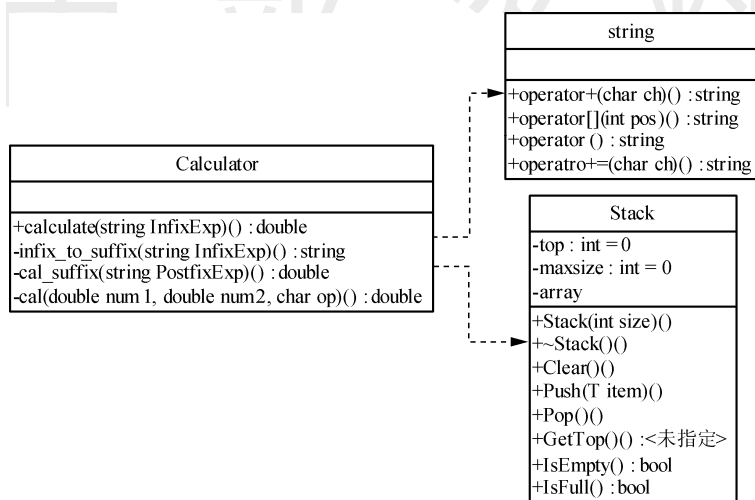 string
+operator+(char ch)() : string
+operator[](int pos)() : string
+operator () : string
+operatro+=(char ch)() : string
Calculator
+calculate(string InfixExp)() : double
-infix_to_suffix(string InfixExp)() : string
-cal_suffix(string PostfixExp)() : double
-cal(double num1, double num2, char op)() : double
Stack
-top : int = 0
-maxsize : int = 0
-array
+Stack(int size)()
+~Stack()()
+Clear()()
+Push(T item)()
+Pop()()
+GetTop()() :<未指定>
+IsEmpty() : bool
+IsFull() : bool